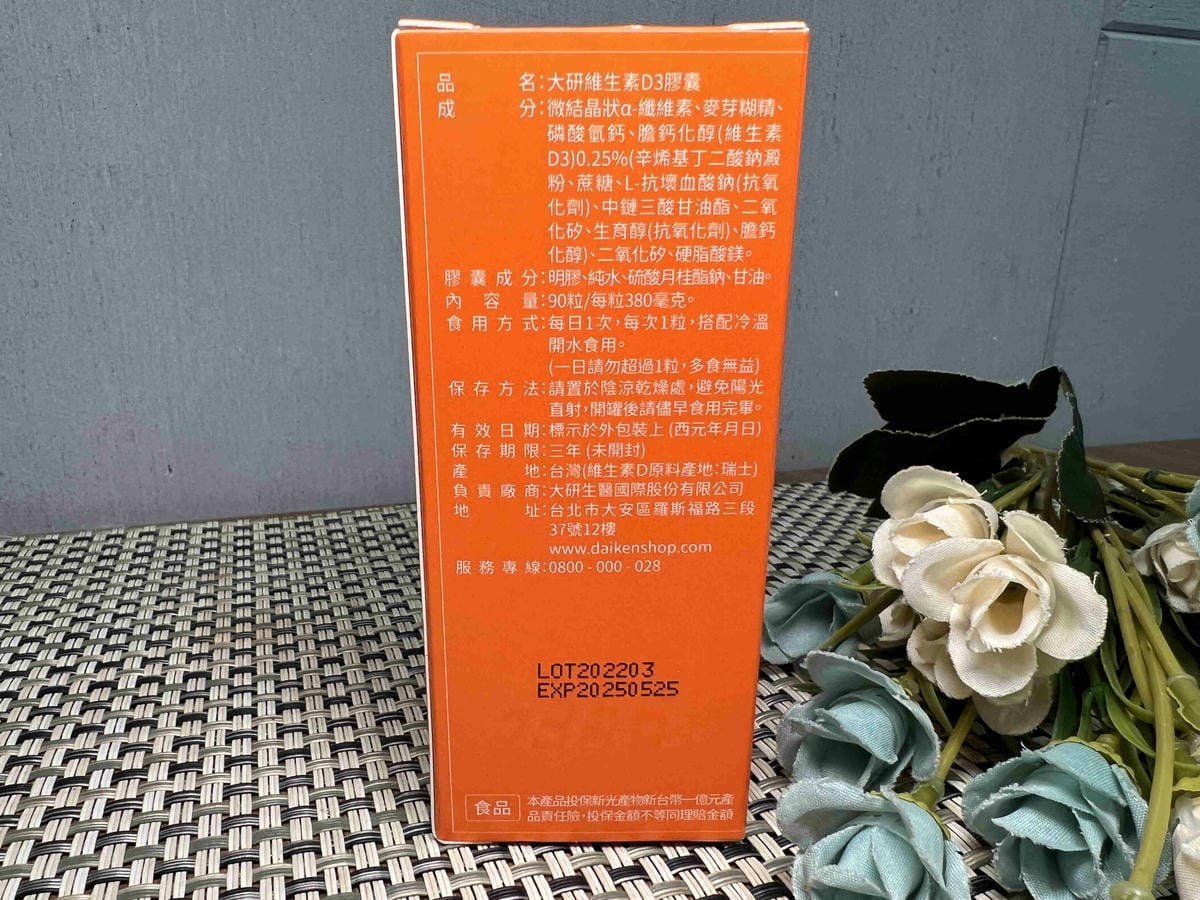 品名:大研維生素D3膠囊
成分:微結晶狀α-纖維素、麥芽糊精、
磷酸氫鈣、膽鈣化醇(維生素
D3)0.25%(辛烯基丁二酸鈉澱
粉、蔗糖、L-抗壞血酸鈉(抗氧
化劑)、中鏈三酸甘油酯、二氧
化矽、生育醇(抗氧化劑)、膽鈣
化醇)、二氧化矽、硬脂酸鎂。
膠囊成分:明膠、純水、硫酸月桂酯鈉、甘油。
內容量:90粒/每粒380毫克。
食用方式:每日1次,每次1粒,搭配冷溫
開水食用。
(一日請勿超過1粒,多食無益)
保存方法:請置於陰涼乾燥處,避免陽光
直射,開罐後請儘早食用完畢。
有效日期:標示於外包裝上(西元年月日)
保存期限:三年(未開封)
產地:台灣(維生素D原料產地:瑞士)
負責廠商:大研生醫國際股份有限公司
地址:台北市大安區羅斯福路三段
37號12樓
www.daikenshop.com
服務專線:0800-000-028
LOT202203
EXP20250525
食品
本產品投保新光產物新台幣一億元產
品責任險,投保金額不等同理賠金額